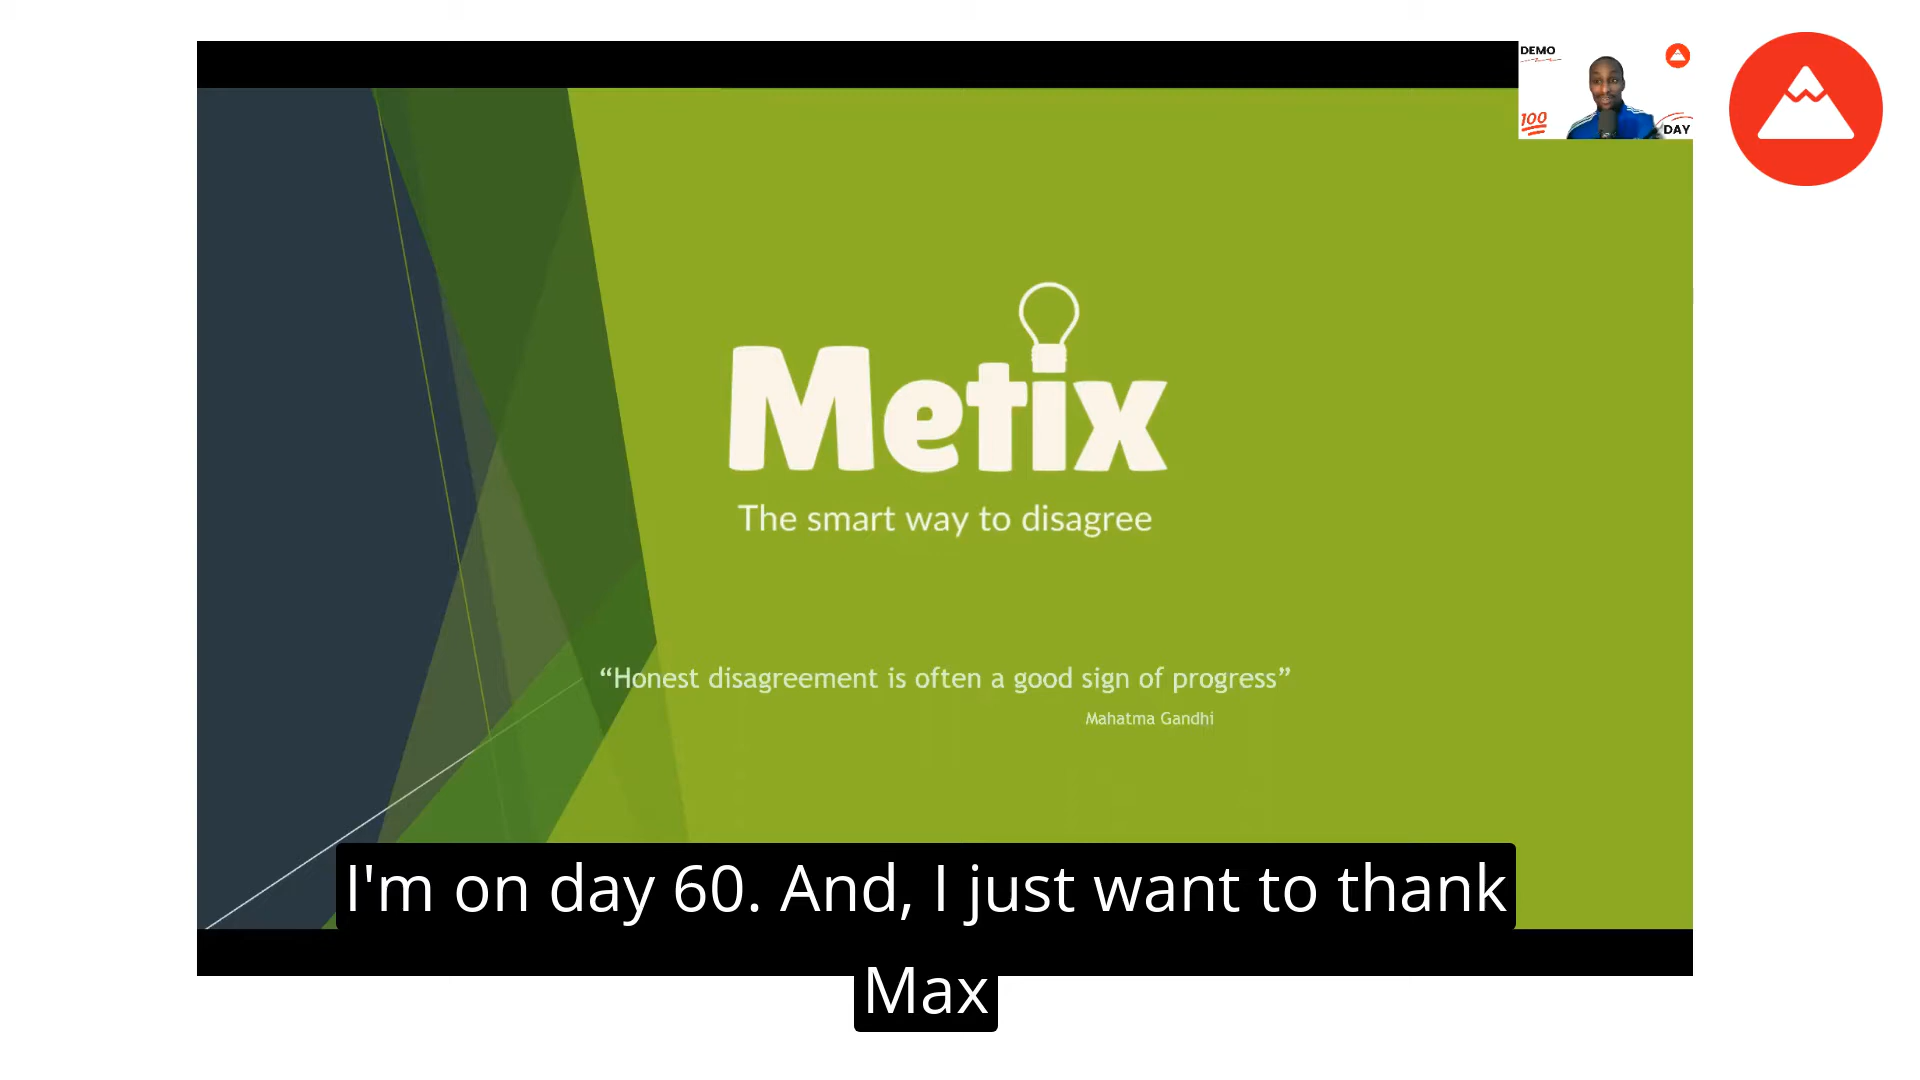 DEMO
100
DAY
Metix
The smart way to disagree
“Honest disagreement is often a good sign of progress”
Mahatma Gandhi
I'm on day 60. And, I just want to thank
Max